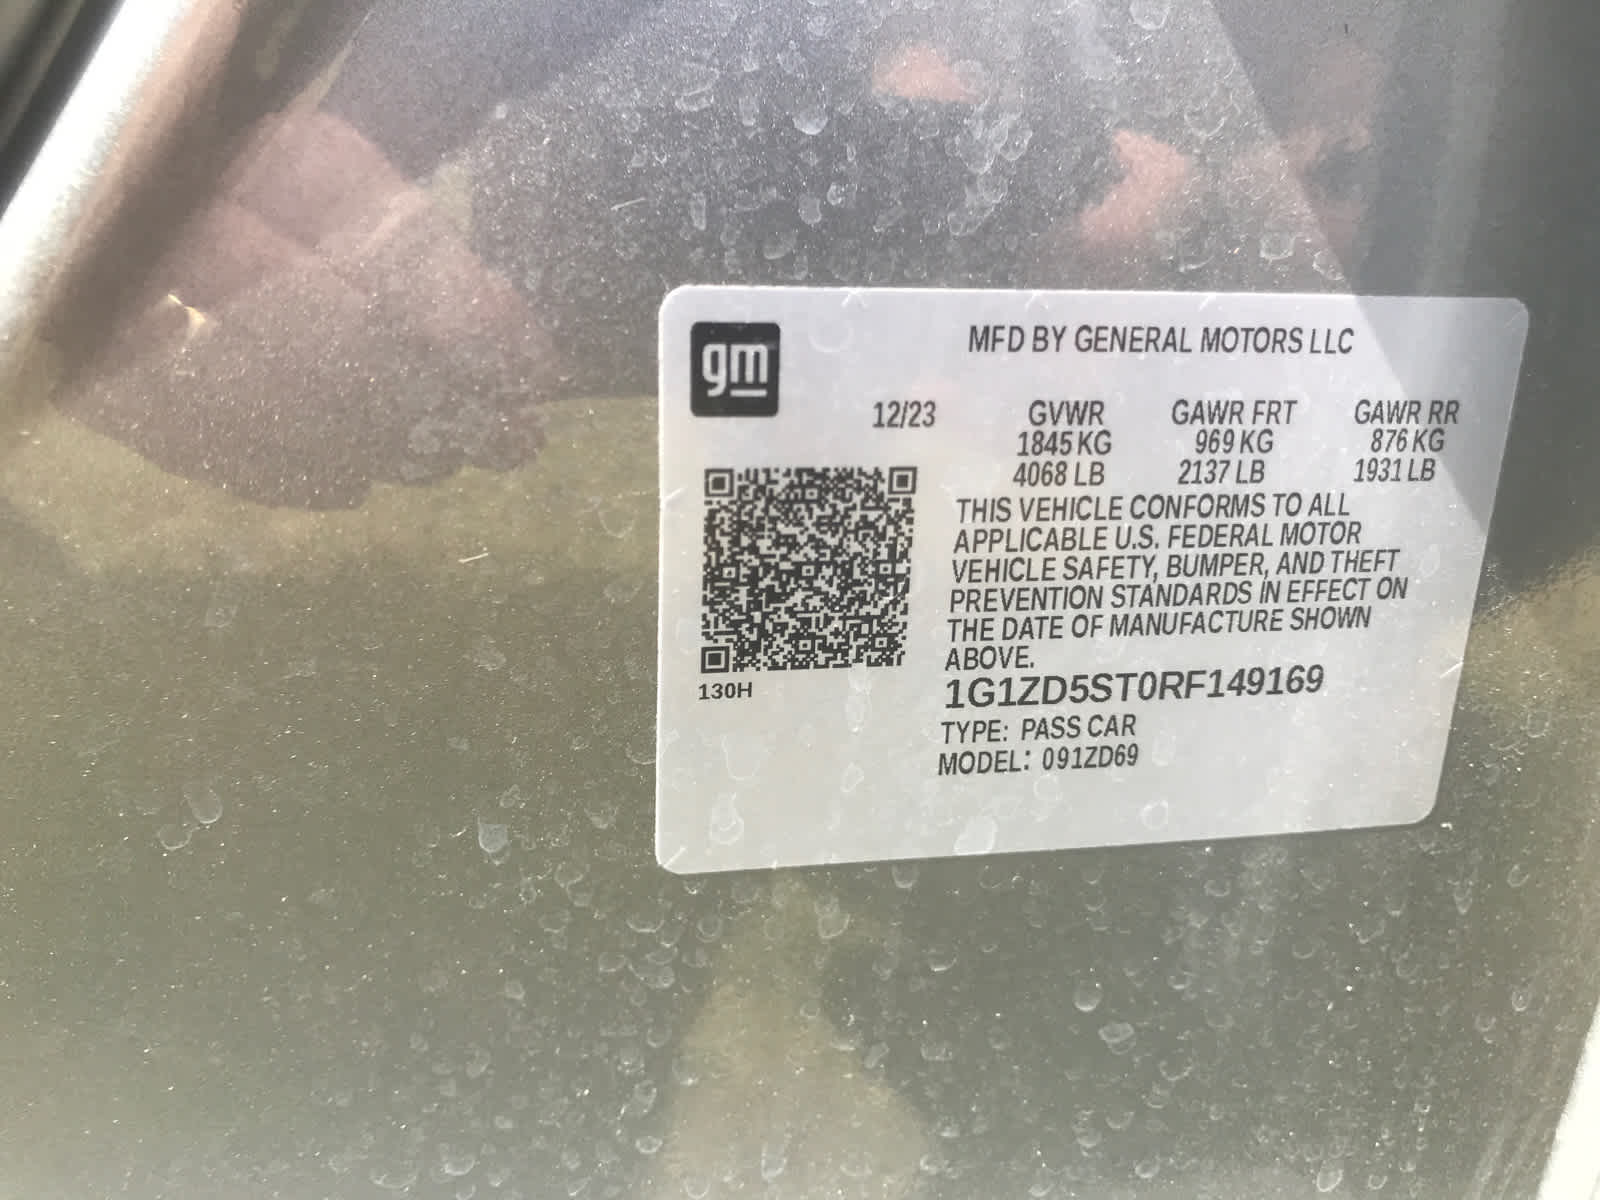 gm
MFD BY GENERAL MOTORS LLC
12/23 GVWR GAWR FRT GAWR RR
1845 KG 969 KG 876 KG
4068 LB 2137 LB 1931 LB
THIS VEHICLE CONFORMS TO ALL
APPLICABLE U.S. FEDERAL MOTOR
VEHICLE SAFETY, BUMPER, AND THEFT
PREVENTION STANDARDS IN EFFECT ON
THE DATE OF MANUFACTURE SHOWN
ABOVE.
130H
1G1ZD5ST0RF149169
TYPE: PASS CAR
MODEL: 091ZD69